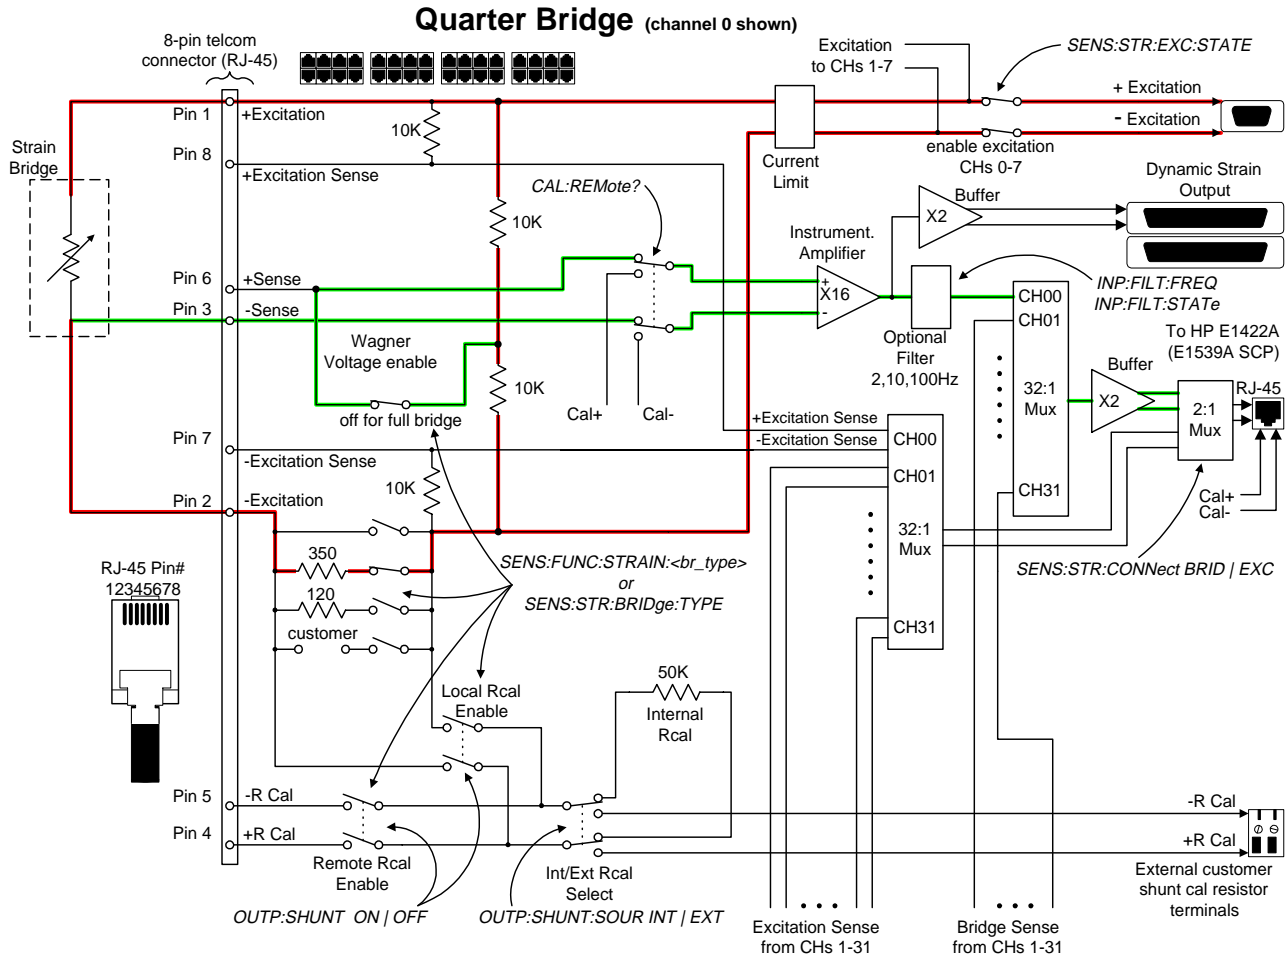 Quarter Bridge (channel 0 shown)
8-pin telcom
connector (RJ-45)
Excitation
to CHs 1-7
SENS:STR:EXC:STATE
Pin 1
+Excitation
10K
+ Excitation
- Excitation
enable excitation
CHs 0-7
Current
Limit
Strain
Bridge
Pin 8
+Excitation Sense
CAL:REMote?
10K
Buffer
X2
Dynamic Strain
Output
Instrument.
Amplifier
+
X16
-
INP:FILT:FREQ
INP:FILT:STATe
Pin 6
+Sense
Pin 3
-Sense
Wagner
Voltage enable
10K
off for full bridge
Cal+
Cal-
Optional
Filter
2,10,100Hz
CH00
CH01
32:1
Mux
CH31
To HP E1422A
(E1539A SCP)
Buffer
X2
2:1
Mux
RJ-45
Cal+
Cal-
+Excitation Sense
-Excitation Sense
CH00
CH01
32:1
Mux
CH31
Pin 7
-Excitation Sense
10K
Pin 2
-Excitation
350
120
customer
SENS:FUNC:STRAIN:<br_type>
or
SENS:STR:BRIDge:TYPE
SENS:STR:CONNect BRID | EXC
RJ-45 Pin#
12345678
Local Rcal
Enable
50K
Internal
Rcal
Pin 5
-R Cal
Pin 4
+R Cal
Remote Rcal
Enable
Int/Ext Rcal
Select
OUTP:SHUNT ON | OFF
OUTP:SHUNT:SOUR INT | EXT
-R Cal
+R Cal
External customer
shunt cal resistor
terminals
Excitation Sense
from CHs 1-31
Bridge Sense
from CHs 1-31